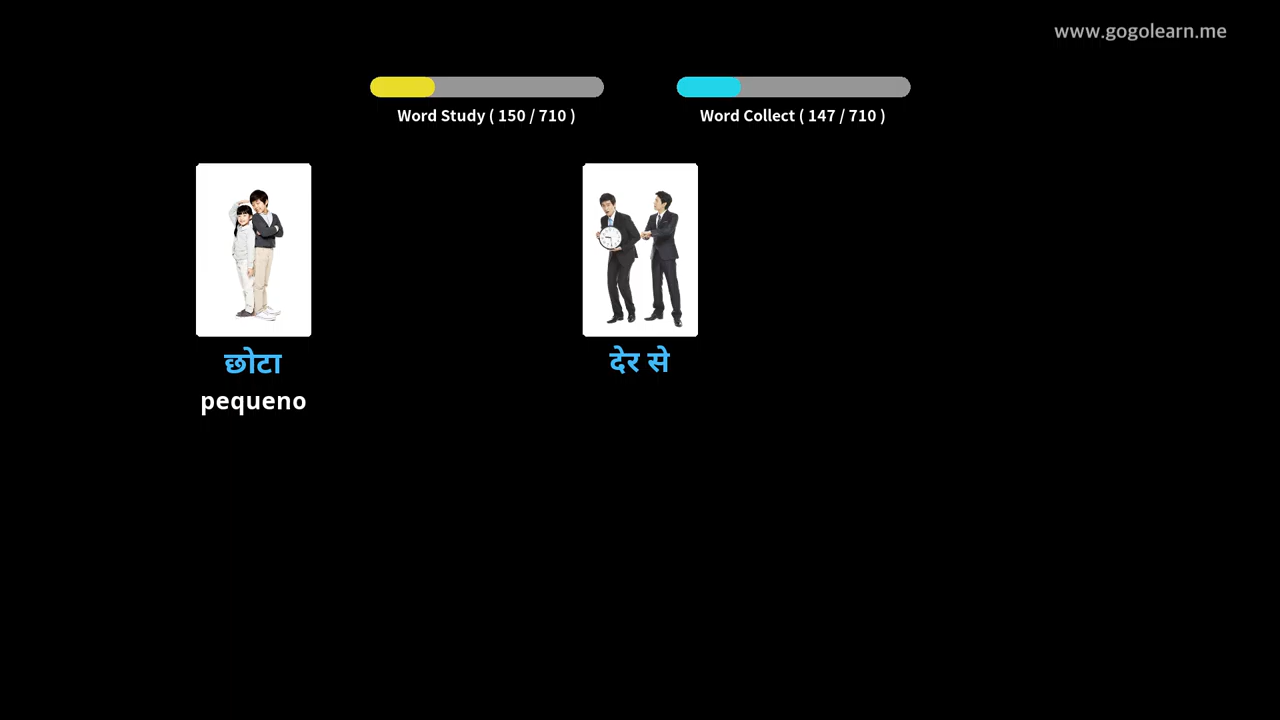 www.gogolearn.me
Word Study ( 150 / 710 )
Word Collect ( 147 / 710 )
छोटा
देर से
pequeno